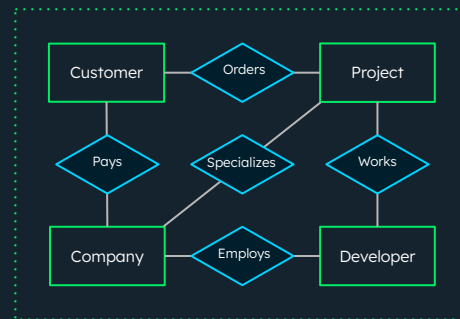 Customer
Orders
Project
Pays
Specializes
Works
Company
Employs
Developer